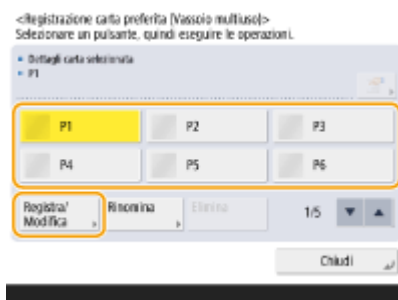 <Registrazione carta preferita (Vassoio multiuso)>
Selezionare un pulsante, quindi eseguire le operazioni.
Dettagli carta selezionata
P1
P1 P2 P3
P4 P5 P6
Registra/ Rinomina Elimina 1/5
Modifica
Chiudi